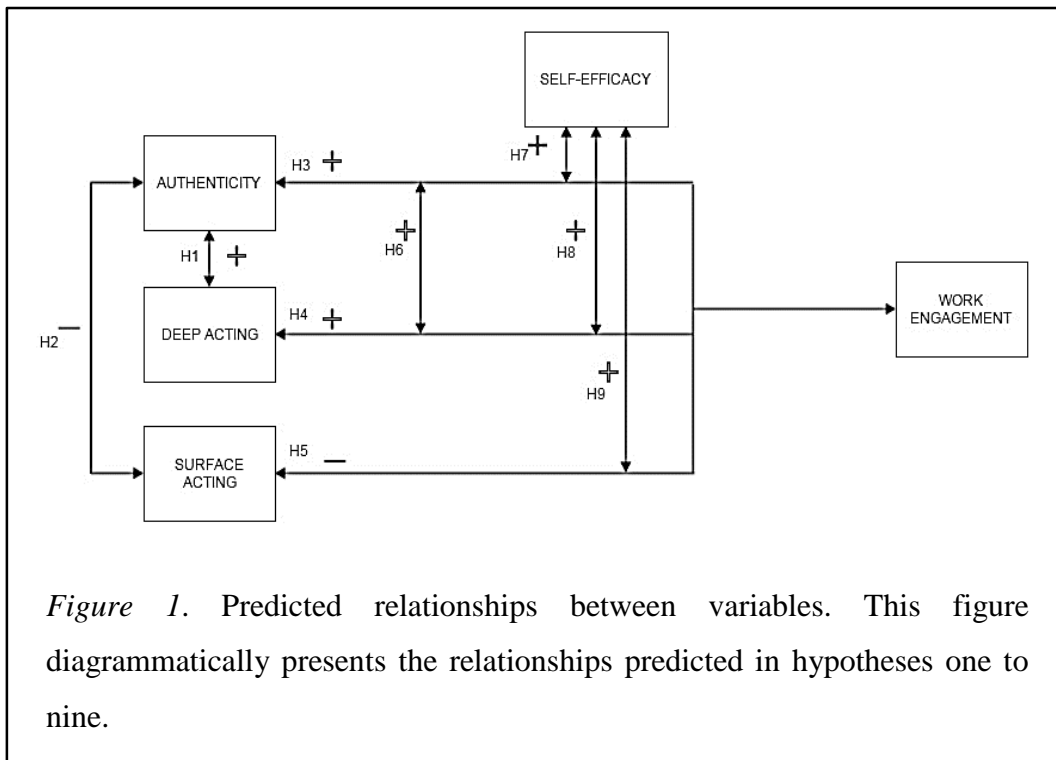 SELF-EFFICACY
H7 +
H3 +
AUTHENTICITY
H6 +
H8 +
H1 +
WORK
ENGAGEMENT
H4 +
DEEP ACTING
H2 −
H9 +
H5 −
SURFACE
ACTING
Figure 1. Predicted relationships between variables. This figure
diagrammatically presents the relationships predicted in hypotheses one to
nine.